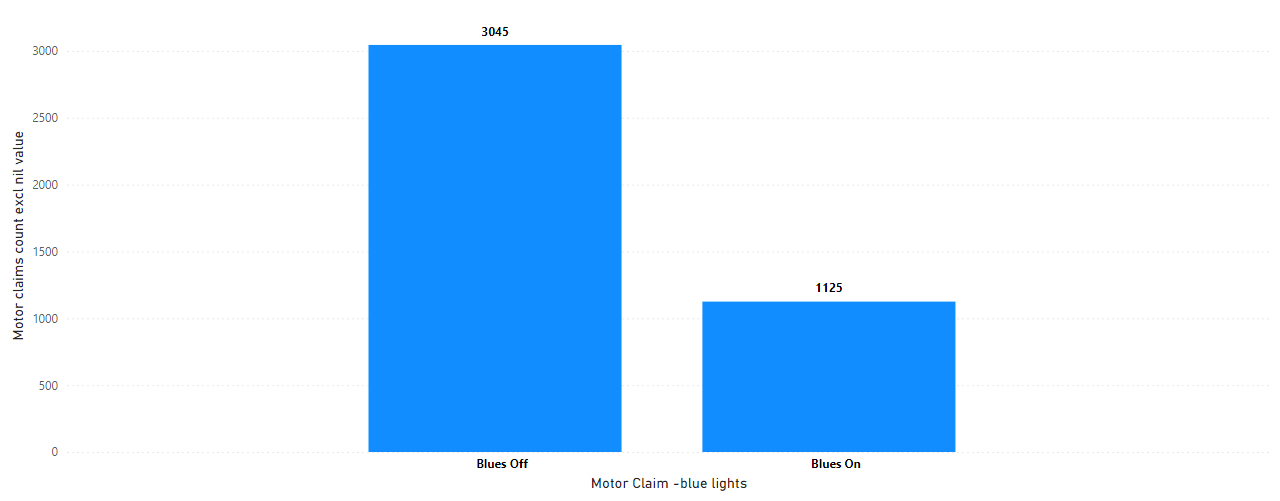 3045
3000
2500
2000
1500
1125
1000
500
0
Motor claims count excl nil value
Blues Off
Blues On
Motor Claim -blue lights